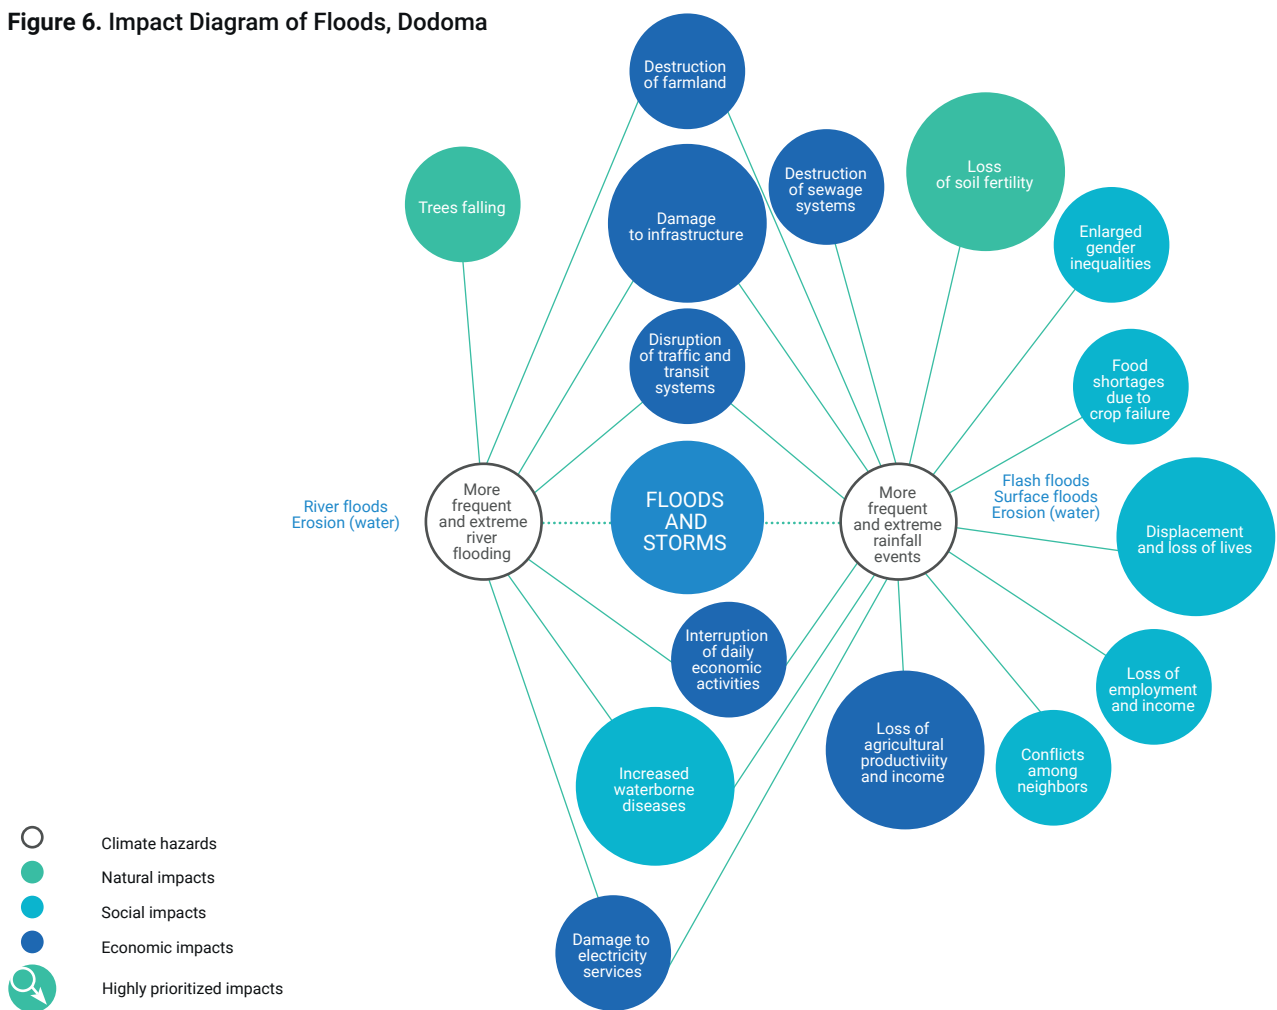 Figure 6. Impact Diagram of Floods, Dodoma
Destruction
of farmland
Trees falling
Damage
to infrastructure
Destruction
of sewage
systems
Loss
of soil fertility
Enlarged
gender
inequalities
Disruption
of traffic and
transit
systems
Food
shortages
due to
crop failure
River floods
Erosion (water)
More
frequent
and extreme
river
flooding
FLOODS
AND
STORMS
More
frequent
and extreme
rainfall
events
Flash floods
Surface floods
Erosion (water)
Displacement
and loss of lives
Interruption
of daily
economic
activities
Loss of
employment
and income
Increased
waterborne
diseases
Loss of
agricultural
productiviity
and income
Conflicts
among
neighbors
Damage to
electricity
services
Climate hazards
Natural impacts
Social impacts
Economic impacts
Highly prioritized impacts